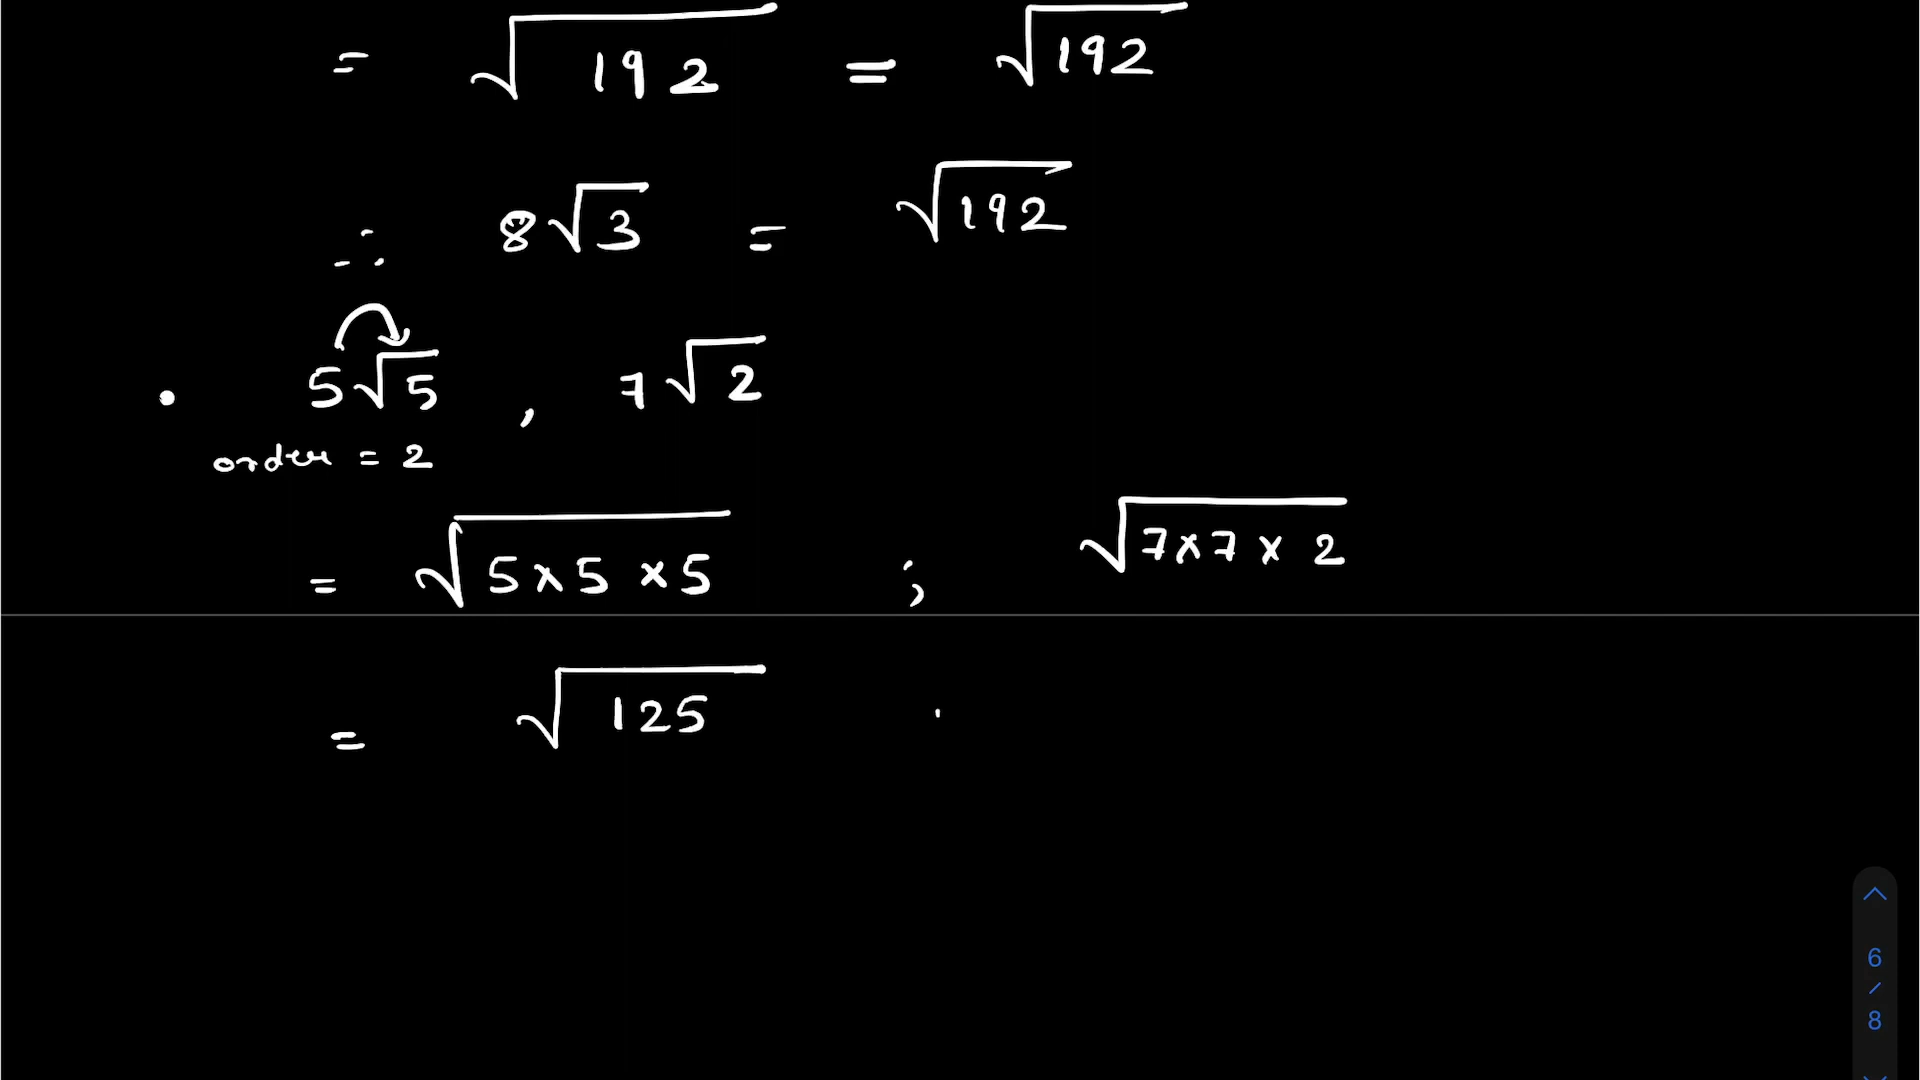 = √192 = √192
∴ 8√3 = √192
• 5√5 , 7√2
order = 2
= √5×5×5 ; √7×7×2
= √125
6
/
8